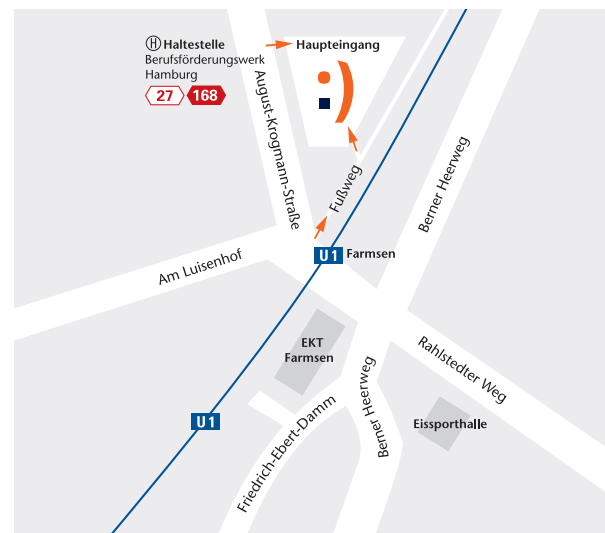 H Haltestelle
Berufsförderungswerk
Hamburg
27 168
Haupteingang
August-Krogmann-Straße
Fußweg
Berner Heerweg
Am Luisenhof
U1 Farmsen
EKT
Farmsen
Rahlstedter Weg
Berner Heerweg
Eissporthalle
U1
Friedrich-Ebert-Damm